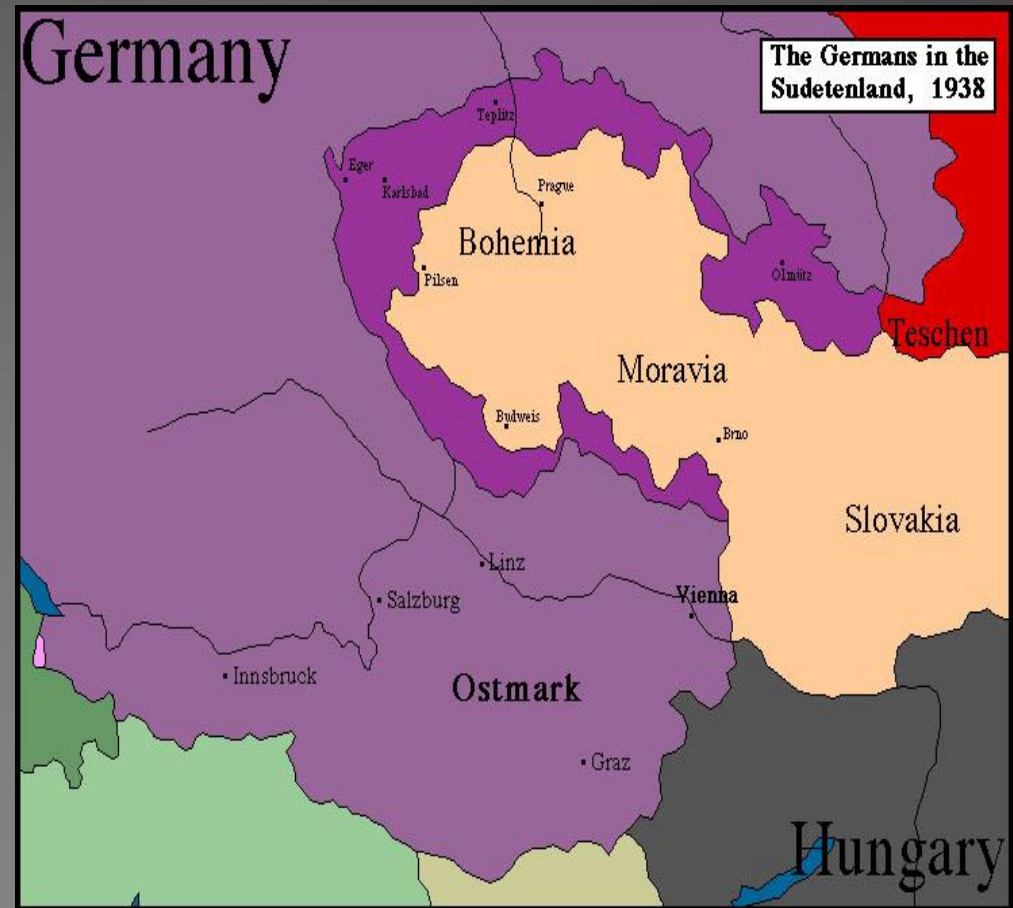 Germany
The Germans in the
Sudetenland, 1938
Teplitz
Eger
Karlsbad
Prague
Bohemia
Pilsen
Olmütz
Teschen
Moravia
Budweis
Brno
Slovakia
Linz
Salzburg
Vienna
Innsbruck
Ostmark
Graz
Hungary